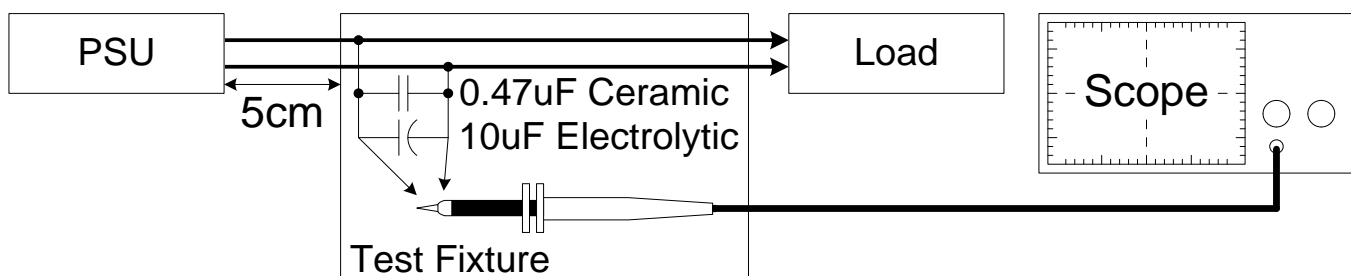 PSU
Load
Scope
5cm
0.47uF Ceramic
10uF Electrolytic
Test Fixture